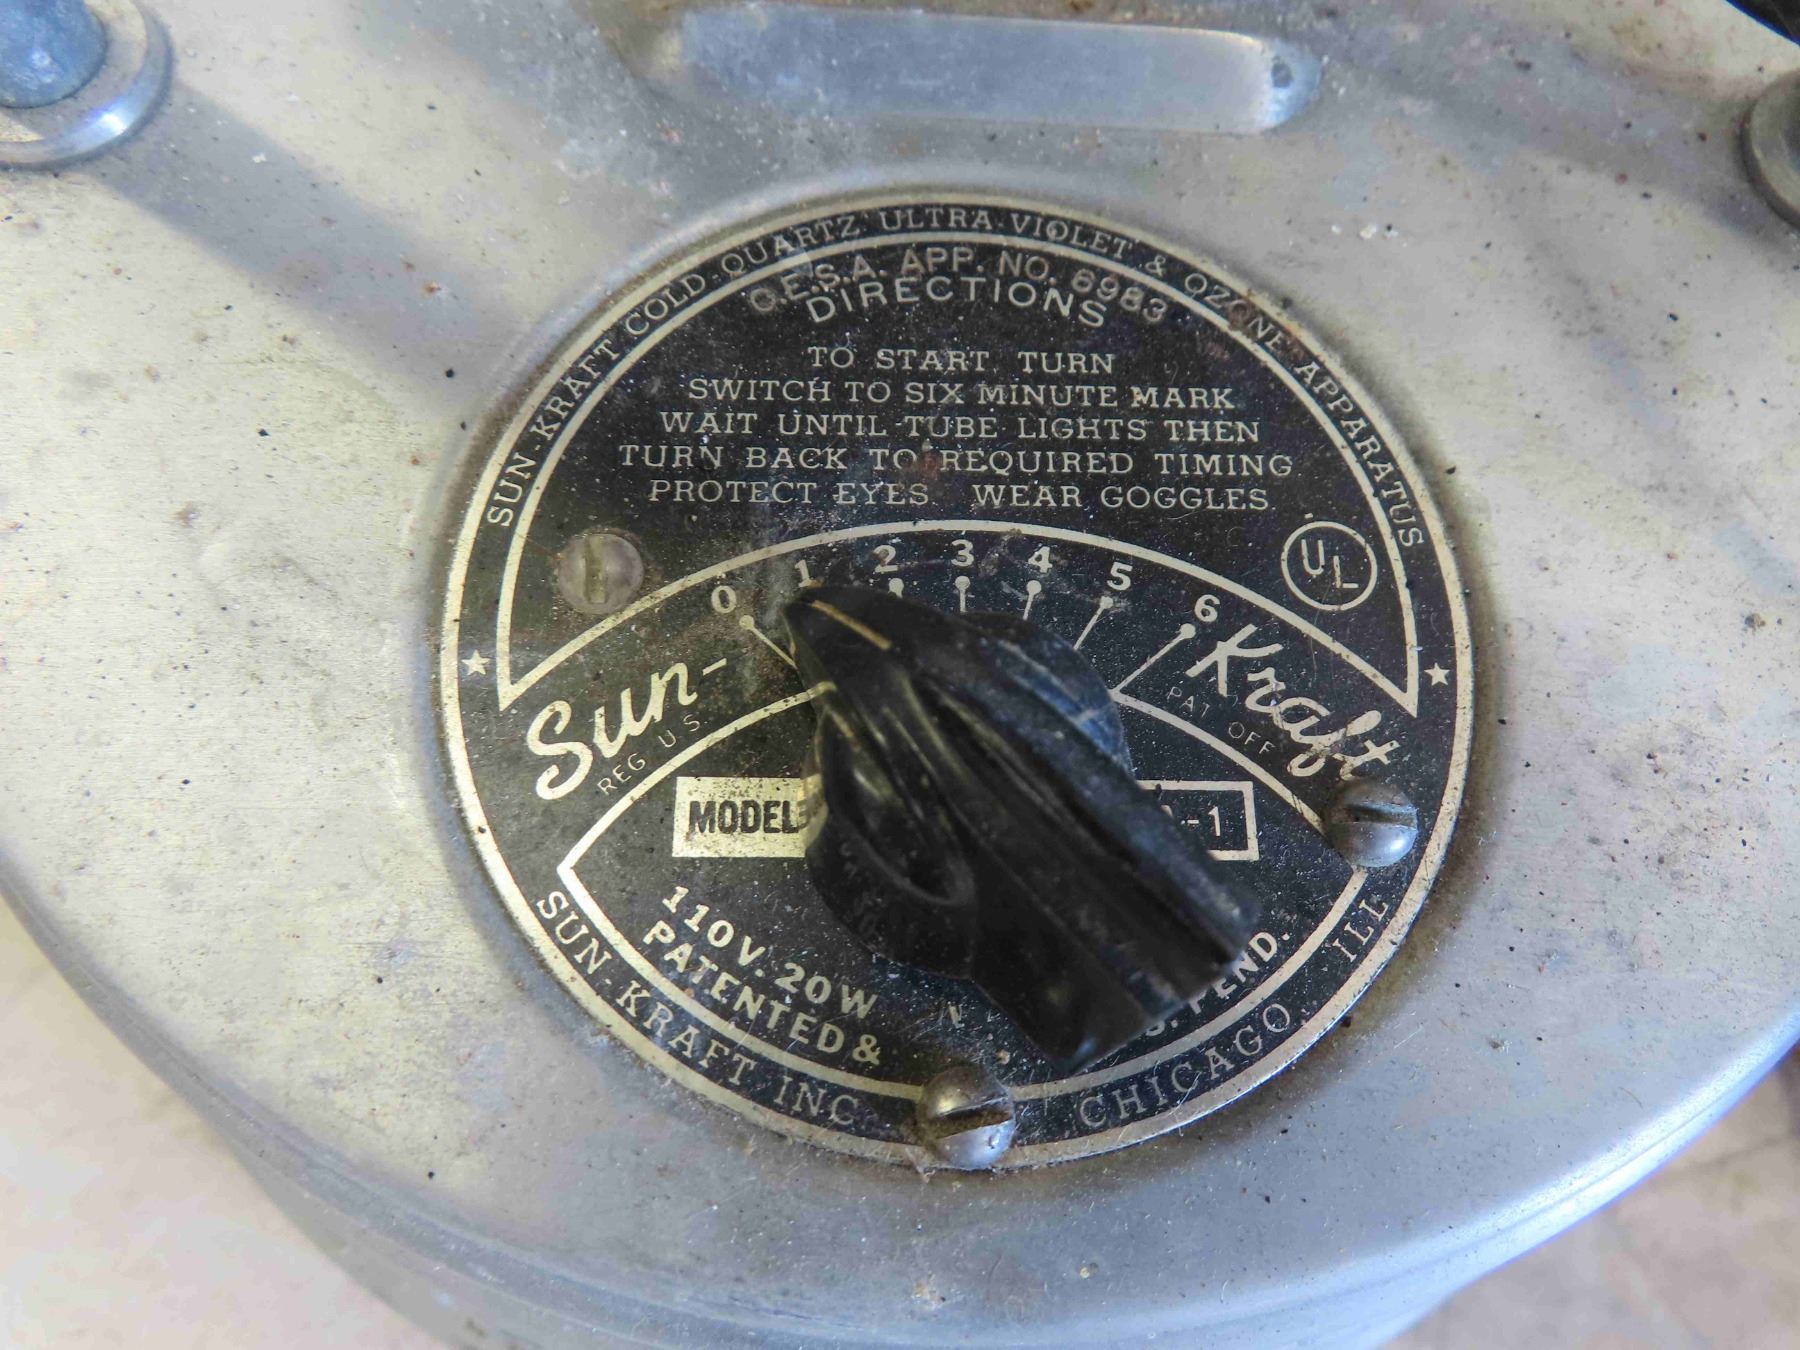 SUN-KRAFT COLD-QUARTZ ULTRA-VIOLET & OZONE APPARATUS
C.E.S.A. APP. NO. 6983
DIRECTIONS
TO START TURN
SWITCH TO SIX MINUTE MARK
WAIT UNTIL TUBE LIGHTS THEN
TURN BACK TO REQUIRED TIMING
PROTECT EYES WEAR GOGGLES
UL
0 1 2 3 4 5 6
Sun-Kraft
REG U.S. PAT OFF
MODEL -1
110V. 20W
PATENTED & PEND.
SUN-KRAFT INC CHICAGO, ILL